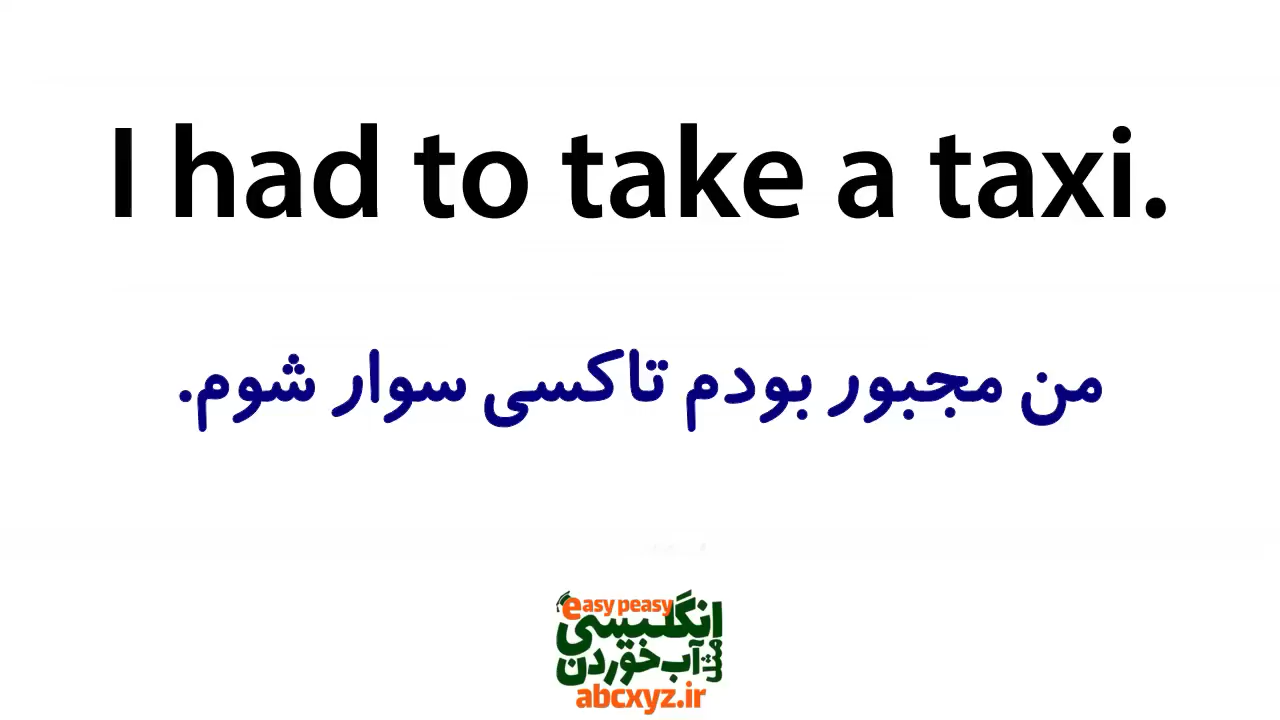 I had to take a taxi.
من مجبور بودم تاکسی سوار شوم.
easy peasy
انگلیسی
مثل آب خوردن
abcxyz.ir